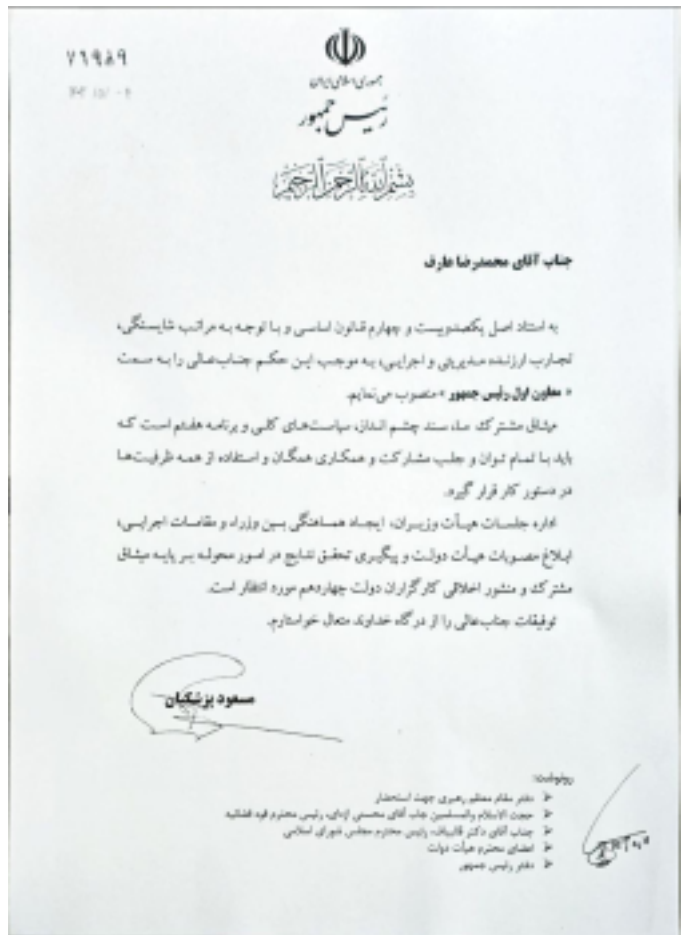 ۷۶۹۸۹
جمهوری اسلامی ایران
رئیس جمهور
بسم الله الرحمن الرحیم
جناب آقای محمدرضا عارف
به استناد اصل یکصدوبیست و چهارم قانون اساسی و با توجه به مراتب شایستگی،
تجارب ارزنده مدیریتی و اجرایی، به موجب این حکم جناب‌عالی را به سمت
« معاون اول رئیس جمهور » منصوب می‌نمایم.
میثاق مشترک ما، سند چشم انداز، سیاست‌های کلی و برنامه هفتم است که
باید با تمام توان و جلب مشارکت و همکاری همگان و استفاده از همه ظرفیت‌ها
در دستور کار قرار گیرد.
اداره جلسات هیأت وزیران، ایجاد هماهنگی بین وزراء و مقامات اجرایی،
ابلاغ مصوبات هیأت دولت و پیگیری تحقق نتایج در امور محوله بر پایه میثاق
مشترک و منشور اخلاقی کارگزاران دولت چهاردهم مورد انتظار است.
توفیقات جناب‌عالی را از درگاه خداوند متعال خواستارم.
مسعود پزشکیان
رونوشت:
دفتر مقام معظم رهبری جهت استحضار
حجت الاسلام والمسلمین جناب آقای محسنی اژه‌ای، رئیس محترم قوه قضائیه
جناب آقای دکتر قالیباف، رئیس محترم مجلس شورای اسلامی
اعضای محترم هیأت دولت
دفتر رئیس جمهور